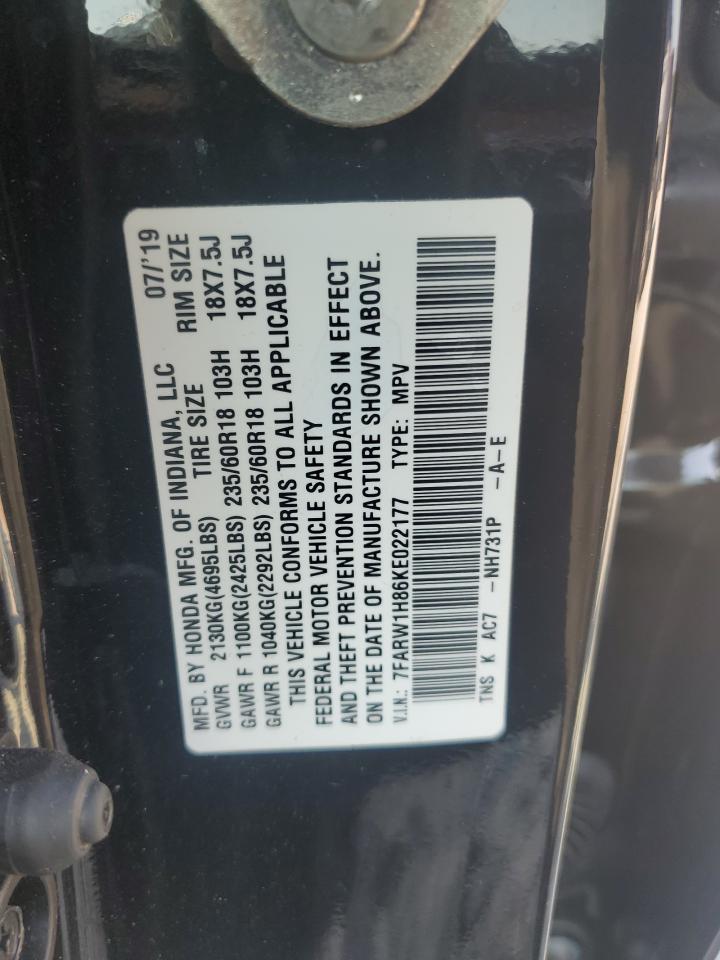 MFD. BY HONDA MFG. OF INDIANA, LLC 07/'19
GVWR 2130KG(4695LBS) TIRE SIZE RIM SIZE
GAWR F 1100KG(2425LBS) 235/60R18 103H 18X7.5J
GAWR R 1040KG(2292LBS) 235/60R18 103H 18X7.5J
THIS VEHICLE CONFORMS TO ALL APPLICABLE
FEDERAL MOTOR VEHICLE SAFETY
AND THEFT PREVENTION STANDARDS IN EFFECT
ON THE DATE OF MANUFACTURE SHOWN ABOVE.
V.I.N.: 7FARW1H86KE022177 TYPE: MPV
TNS K AC7 -NH731P -A-E